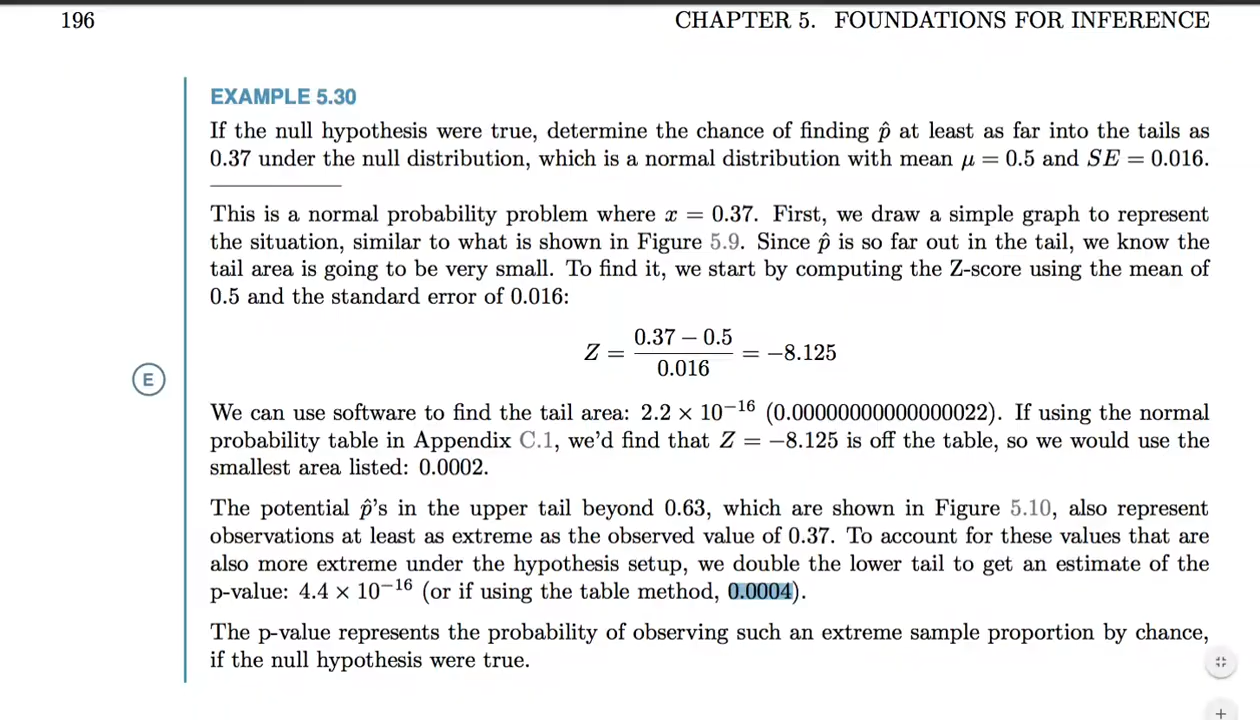 196
CHAPTER 5. FOUNDATIONS FOR INFERENCE
EXAMPLE 5.30
If the null hypothesis were true, determine the chance of finding p̂ at least as far into the tails as
0.37 under the null distribution, which is a normal distribution with mean μ = 0.5 and SE = 0.016.
This is a normal probability problem where x = 0.37. First, we draw a simple graph to represent
the situation, similar to what is shown in Figure 5.9. Since p̂ is so far out in the tail, we know the
tail area is going to be very small. To find it, we start by computing the Z-score using the mean of
0.5 and the standard error of 0.016:
Z = (0.37 − 0.5) / 0.016 = −8.125
E
We can use software to find the tail area: 2.2 × 10⁻¹⁶ (0.00000000000000022). If using the normal
probability table in Appendix C.1, we'd find that Z = −8.125 is off the table, so we would use the
smallest area listed: 0.0002.
The potential p̂'s in the upper tail beyond 0.63, which are shown in Figure 5.10, also represent
observations at least as extreme as the observed value of 0.37. To account for these values that are
also more extreme under the hypothesis setup, we double the lower tail to get an estimate of the
p-value: 4.4 × 10⁻¹⁶ (or if using the table method, 0.0004).
The p-value represents the probability of observing such an extreme sample proportion by chance,
if the null hypothesis were true.